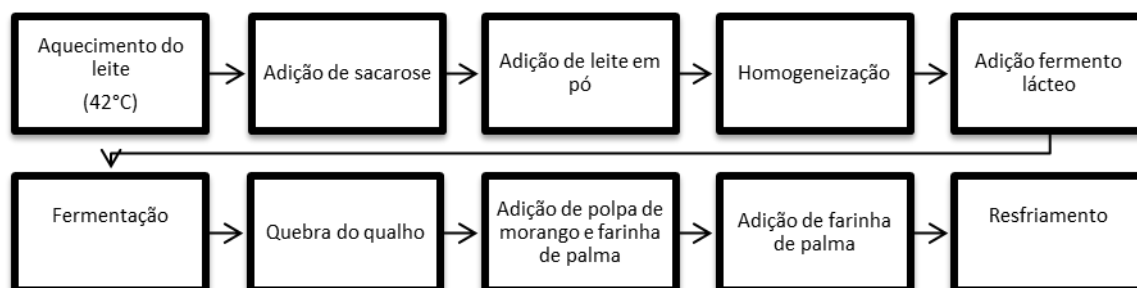 Aquecimento do
leite
(42°C)
Adição de sacarose
Adição de leite em
pó
Homogeneização
Adição fermento
lácteo
Fermentação
Quebra do qualho
Adição de polpa de
morango e farinha
de palma
Adição de farinha
de palma
Resfriamento